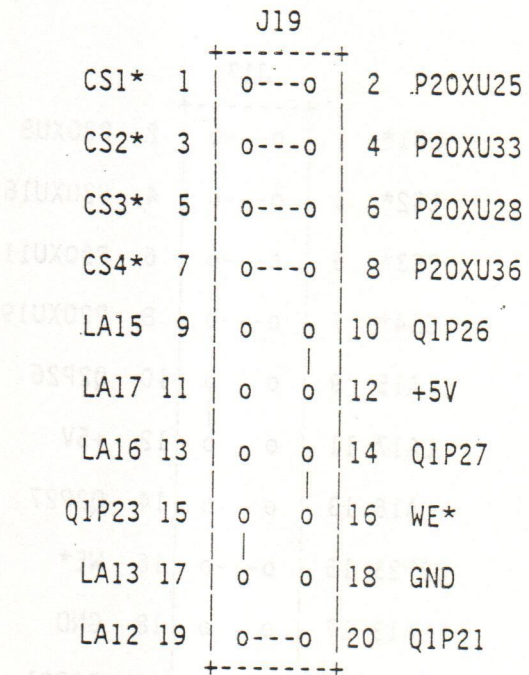 J19
+--------+
CS1* 1 | o---o | 2 P20XU25
CS2* 3 | o---o | 4 P20XU33
CS3* 5 | o---o | 6 P20XU28
CS4* 7 | o---o | 8 P20XU36
LA15 9 | o o | 10 Q1P26
|
LA17 11 | o o | 12 +5V
LA16 13 | o o | 14 Q1P27
|
Q1P23 15 | o o | 16 WE*
|
LA13 17 | o o | 18 GND
LA12 19 | o---o | 20 Q1P21
+--------+